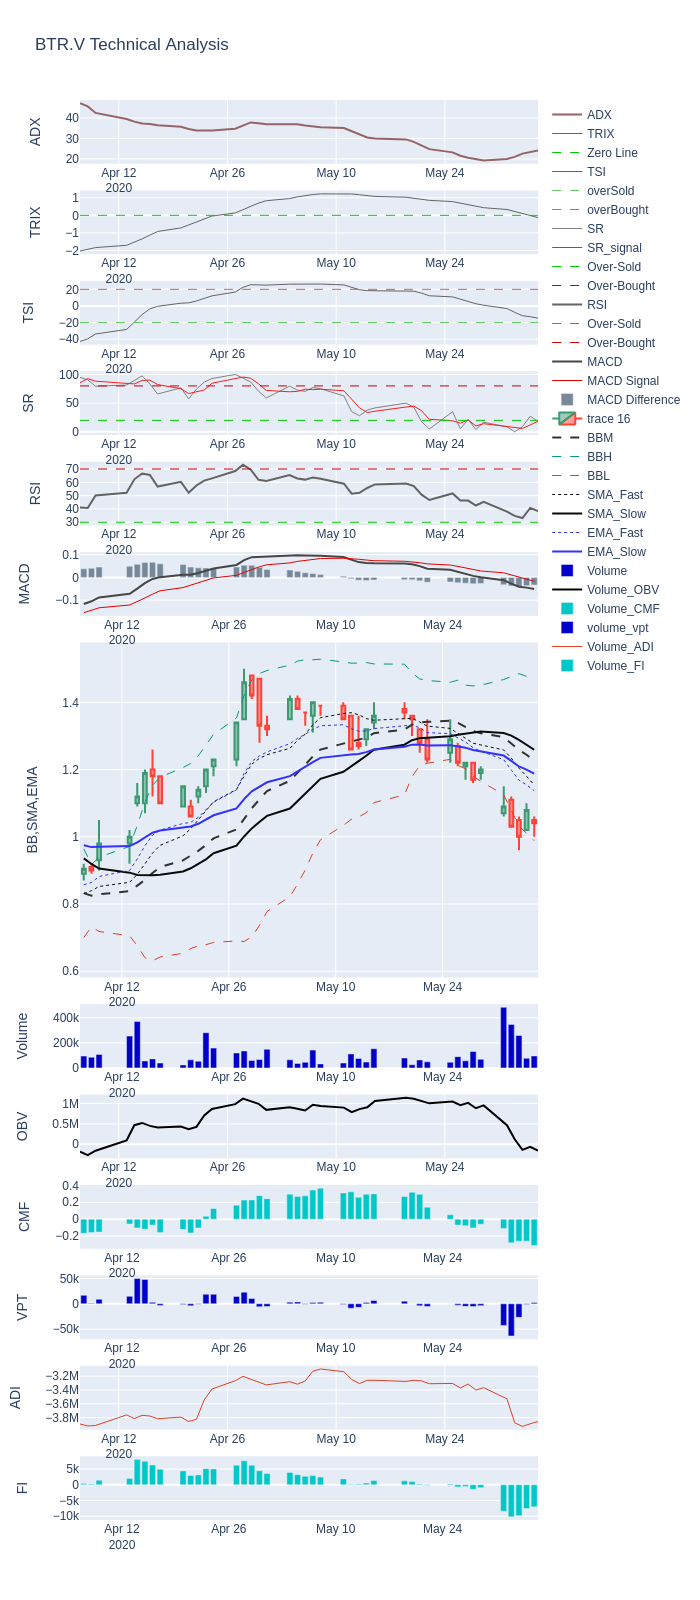 BTR.V Technical Analysis
ADX
40
30
20
Apr 12
2020
Apr 26
May 10
May 24
TRIX
1
0
−1
−2
Apr 12
2020
Apr 26
May 10
May 24
TSI
20
0
−20
−40
Apr 12
2020
Apr 26
May 10
May 24
SR
100
50
0
Apr 12
2020
Apr 26
May 10
May 24
RSI
70
60
50
40
30
Apr 12
2020
Apr 26
May 10
May 24
MACD
0.1
0
−0.1
Apr 12
2020
Apr 26
May 10
May 24
BB,SMA,EMA
1.4
1.2
1
0.8
0.6
Apr 12
2020
Apr 26
May 10
May 24
Volume
400k
200k
0
Apr 12
2020
Apr 26
May 10
May 24
OBV
1M
0.5M
0
Apr 12
2020
Apr 26
May 10
May 24
CMF
0.4
0.2
0
−0.2
Apr 12
2020
Apr 26
May 10
May 24
VPT
50k
0
−50k
Apr 12
2020
Apr 26
May 10
May 24
ADI
−3.2M
−3.4M
−3.6M
−3.8M
Apr 12
2020
Apr 26
May 10
May 24
FI
5k
0
−5k
−10k
Apr 12
2020
Apr 26
May 10
May 24
ADX
TRIX
Zero Line
TSI
overSold
overBought
SR
SR_signal
Over-Sold
Over-Bought
RSI
Over-Sold
Over-Bought
MACD
MACD Signal
MACD Difference
trace 16
BBM
BBH
BBL
SMA_Fast
SMA_Slow
EMA_Fast
EMA_Slow
Volume
Volume_OBV
Volume_CMF
volume_vpt
Volume_ADI
Volume_FI